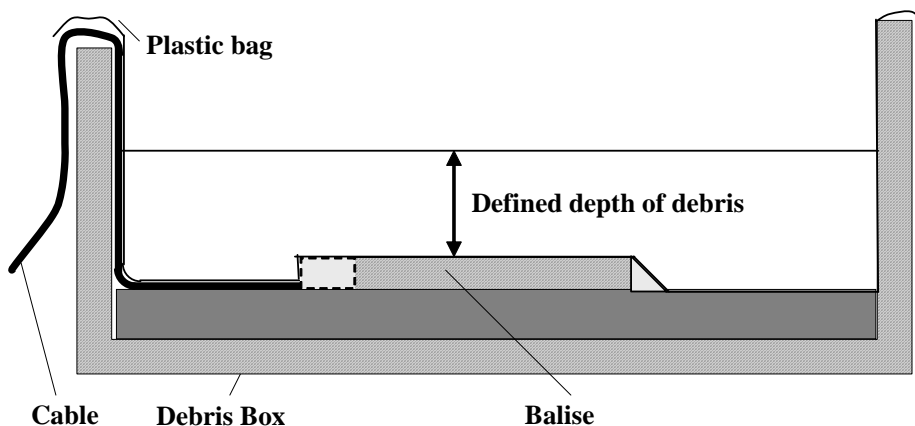 Plastic bag
Defined depth of debris
Cable
Debris Box
Balise